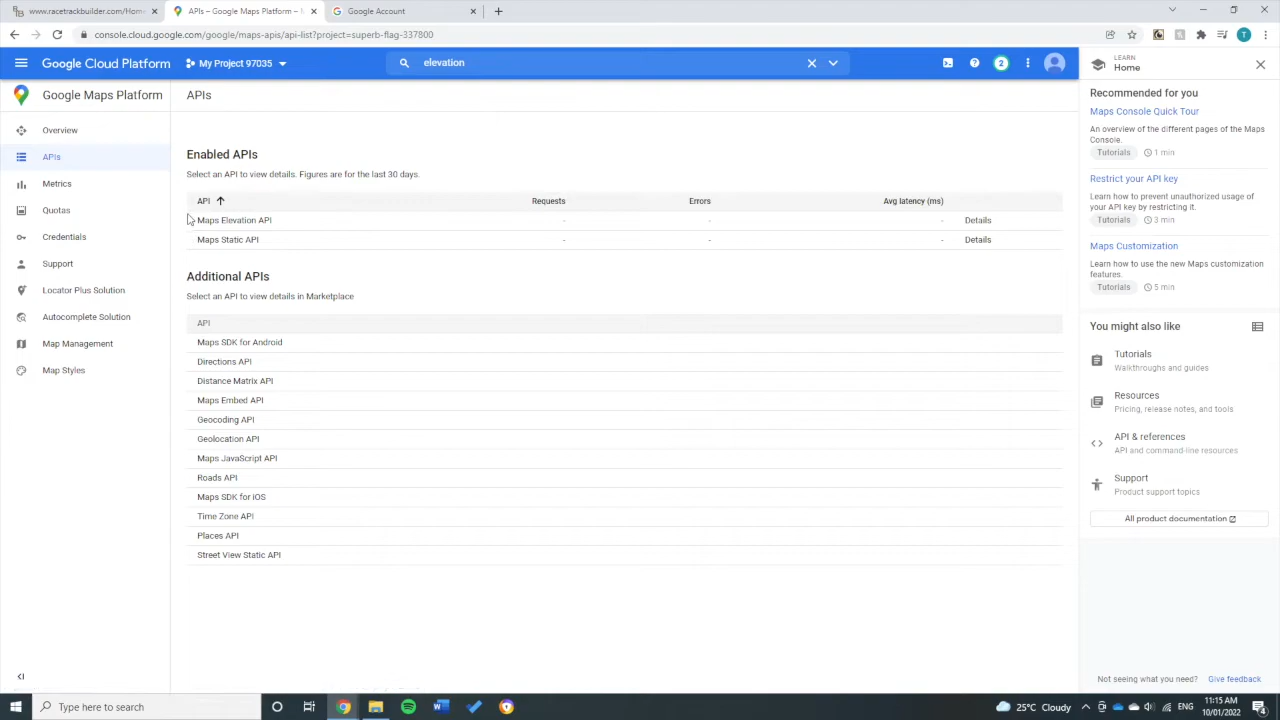 www.racetrackbuilder.com/Hom
APIs – Google Maps Platform –
Google Account
console.cloud.google.com/google/maps-apis/api-list?project=superb-flag-337800
T
Google Cloud Platform
My Project 97035
elevation
2
LEARN
Home
Google Maps Platform
APIs
Overview
APIs
Metrics
Quotas
Credentials
Support
Locator Plus Solution
Autocomplete Solution
Map Management
Map Styles
Enabled APIs
Select an API to view details. Figures are for the last 30 days.
API Requests Errors Avg latency (ms)
Maps Elevation API - - - Details
Maps Static API - - - Details
Additional APIs
Select an API to view details in Marketplace
API
Maps SDK for Android
Directions API
Distance Matrix API
Maps Embed API
Geocoding API
Geolocation API
Maps JavaScript API
Roads API
Maps SDK for iOS
Time Zone API
Places API
Street View Static API
Recommended for you
Maps Console Quick Tour
An overview of the different pages of the Maps
Console.
Tutorials 1 min
Restrict your API key
Learn how to prevent unauthorized usage of
your API key by restricting it.
Tutorials 3 min
Maps Customization
Learn how to use the new Maps customization
features.
Tutorials 5 min
You might also like
Tutorials
Walkthroughs and guides
Resources
Pricing, release notes, and tools
API & references
API and command-line resources
Support
Product support topics
All product documentation
Not seeing what you need? Give feedback
Type here to search
25°C Cloudy
ENG
11:15 AM
10/01/2022
4